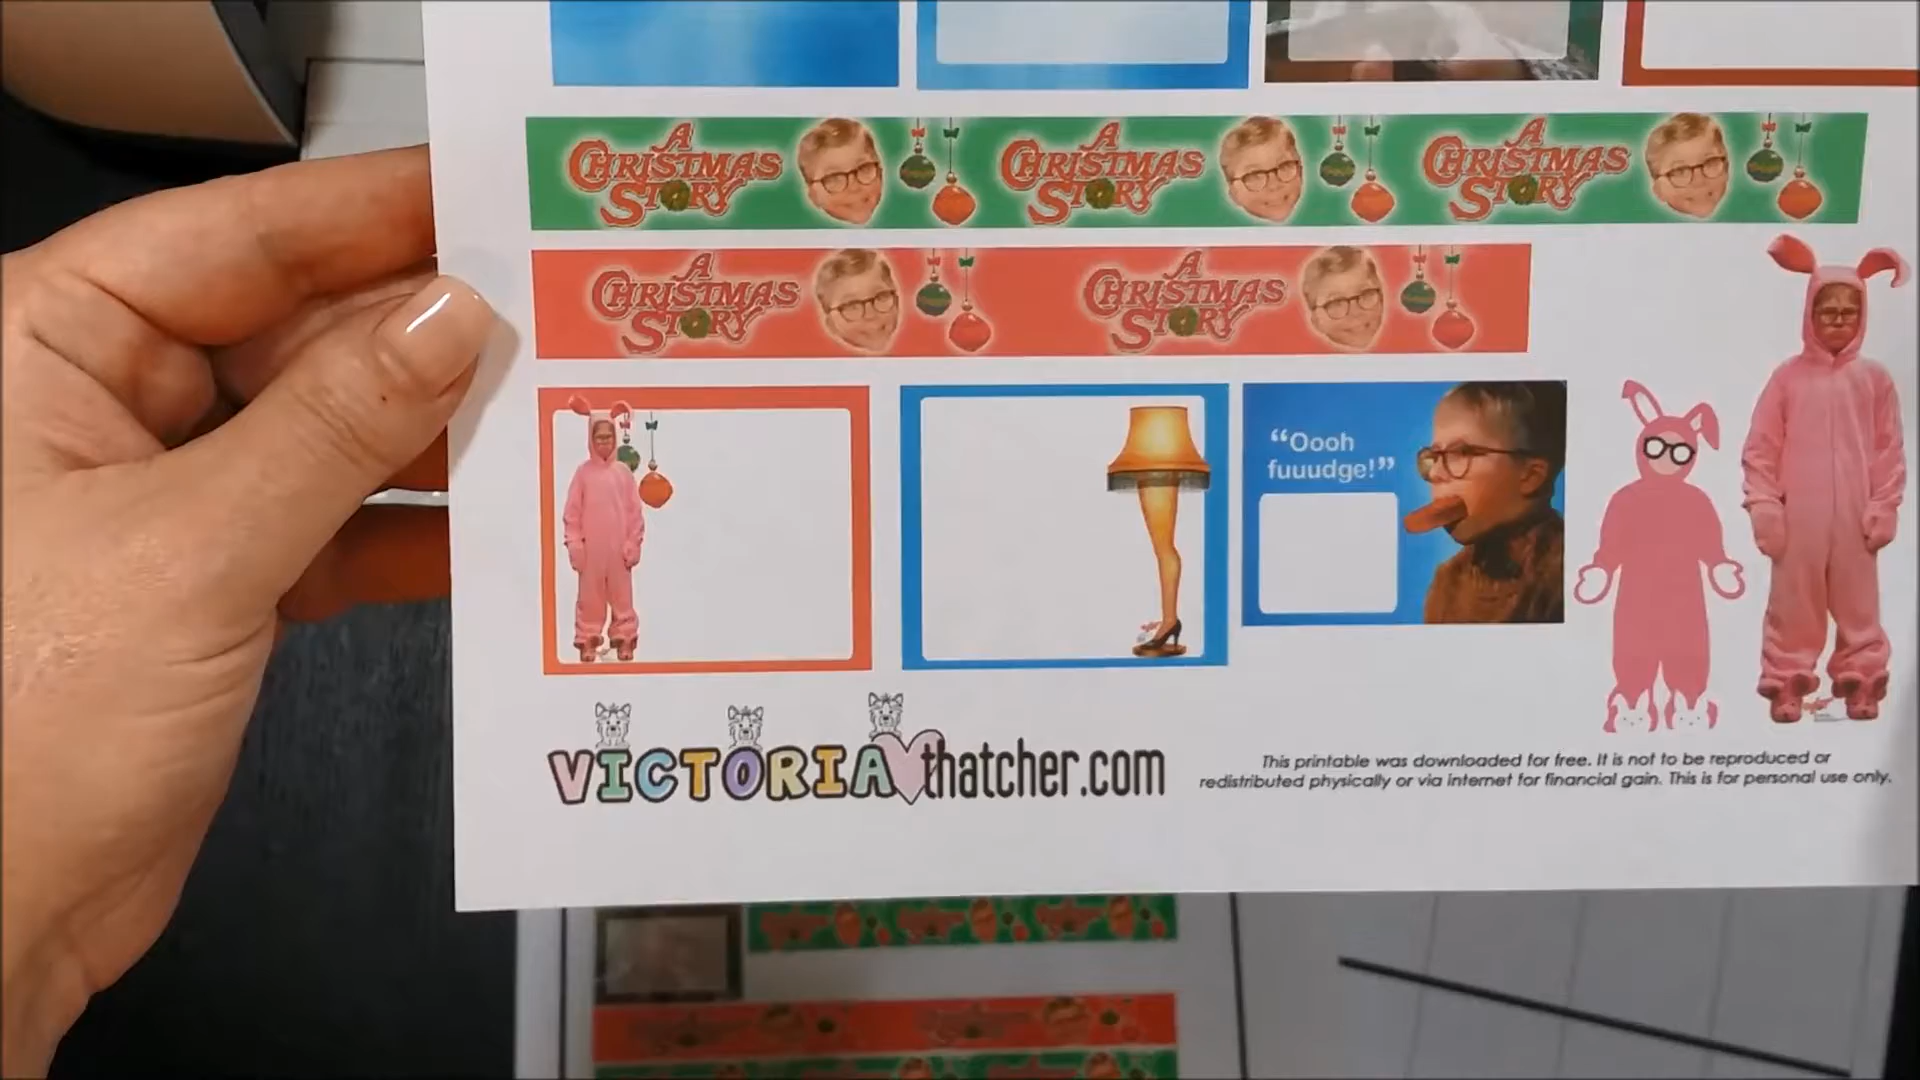 A
CHRISTMAS
STORY
A
CHRISTMAS
STORY
A
CHRISTMAS
STORY
A
CHRISTMAS
STORY
A
CHRISTMAS
STORY
“Oooh
fuuudge!”
VICTORIA thatcher.com
This printable was downloaded for free. It is not to be reproduced or
redistributed physically or via internet for financial gain. This is for personal use only.